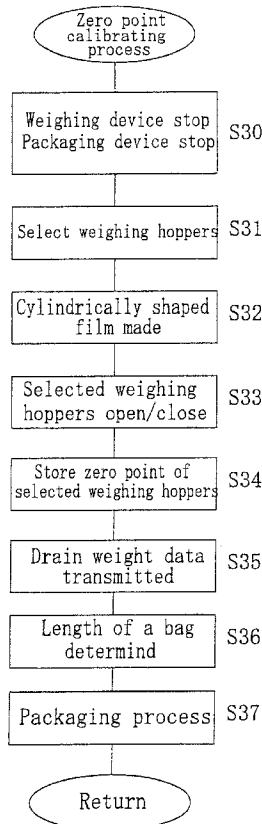 Zero point
calibrating
process
Weighing device stop
Packaging device stop
S30
Select weighing hoppers
S31
Cylindrically shaped
film made
S32
Selected weighing
hoppers open/close
S33
Store zero point of
selected weighing hoppers
S34
Drain weight data
transmitted
S35
Length of a bag
determind
S36
Packaging process
S37
Return